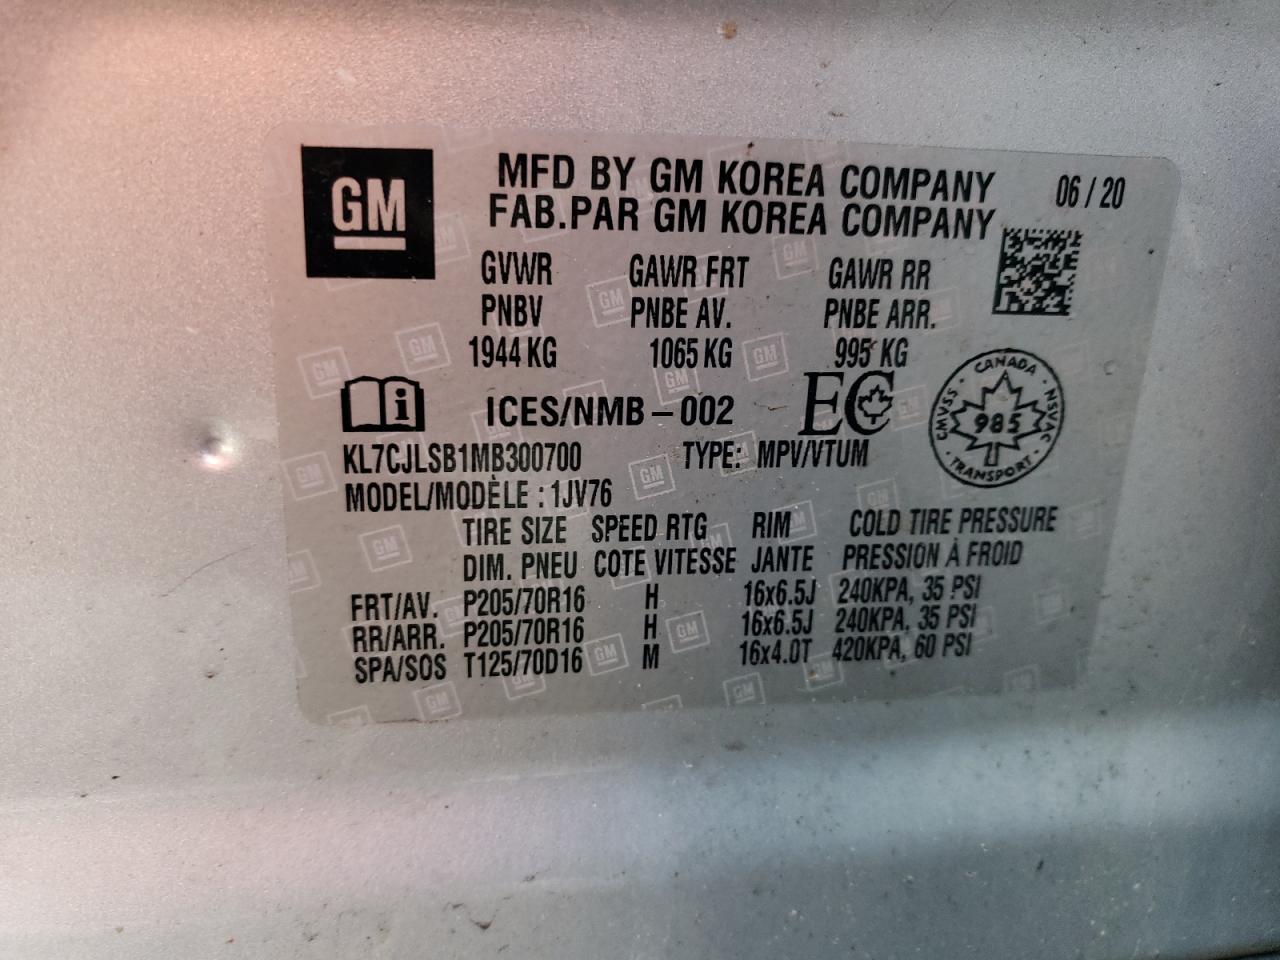 GM
MFD BY GM KOREA COMPANY 06 / 20
FAB.PAR GM KOREA COMPANY
GVWR GAWR FRT GAWR RR
PNBV PNBE AV. PNBE ARR.
1944 KG 1065 KG 995 KG
i ICES/NMB-002 EC
CANADA · NSVAC · TRANSPORT · CMVSS · 985
KL7CJLSB1MB300700 TYPE: MPV/VTUM
MODEL/MODÈLE : 1JV76
TIRE SIZE SPEED RTG RIM COLD TIRE PRESSURE
DIM. PNEU COTE VITESSE JANTE PRESSION À FROID
FRT/AV. P205/70R16 H 16x6.5J 240KPA, 35 PSI
RR/ARR. P205/70R16 H 16x6.5J 240KPA, 35 PSI
SPA/SOS T125/70D16 M 16x4.0T 420KPA, 60 PSI